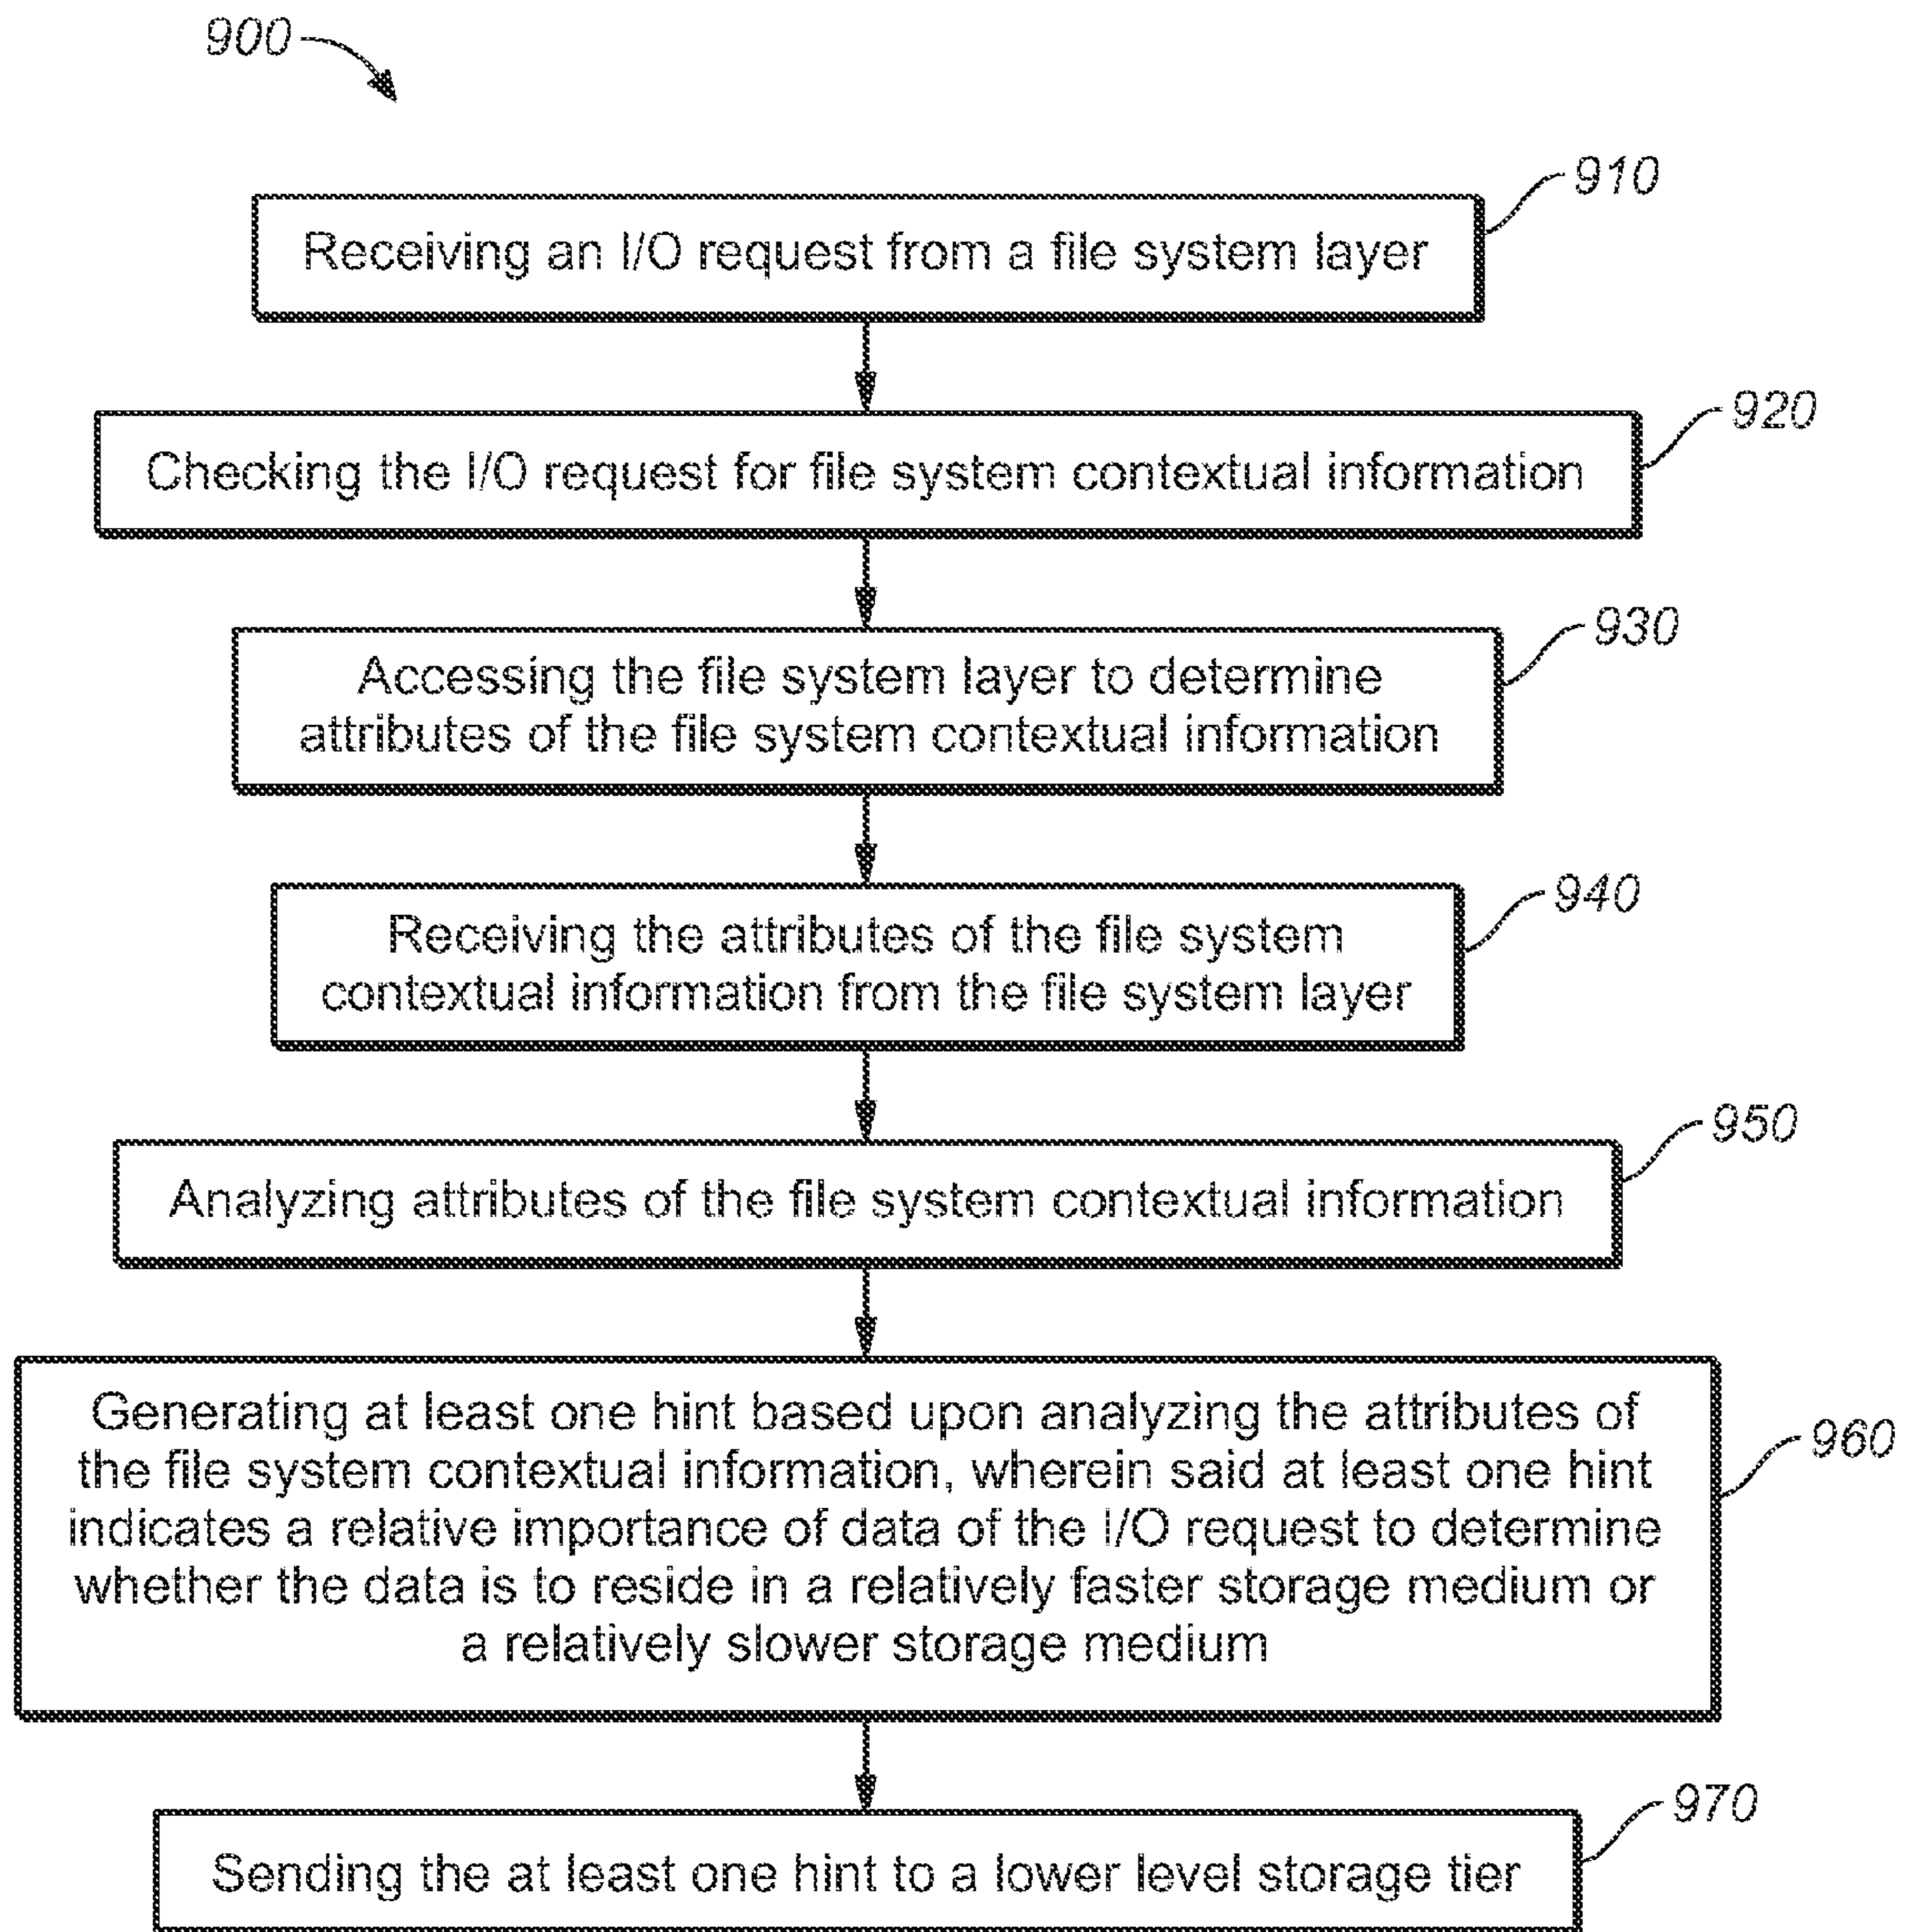 900
910
Receiving an I/O request from a file system layer
920
Checking the I/O request for file system contextual information
930
Accessing the file system layer to determine
attributes of the file system contextual information
940
Receiving the attributes of the file system
contextual information from the file system layer
950
Analyzing attributes of the file system contextual information
960
Generating at least one hint based upon analyzing the attributes of
the file system contextual information, wherein said at least one hint
indicates a relative importance of data of the I/O request to determine
whether the data is to reside in a relatively faster storage medium or
a relatively slower storage medium
970
Sending the at least one hint to a lower level storage tier